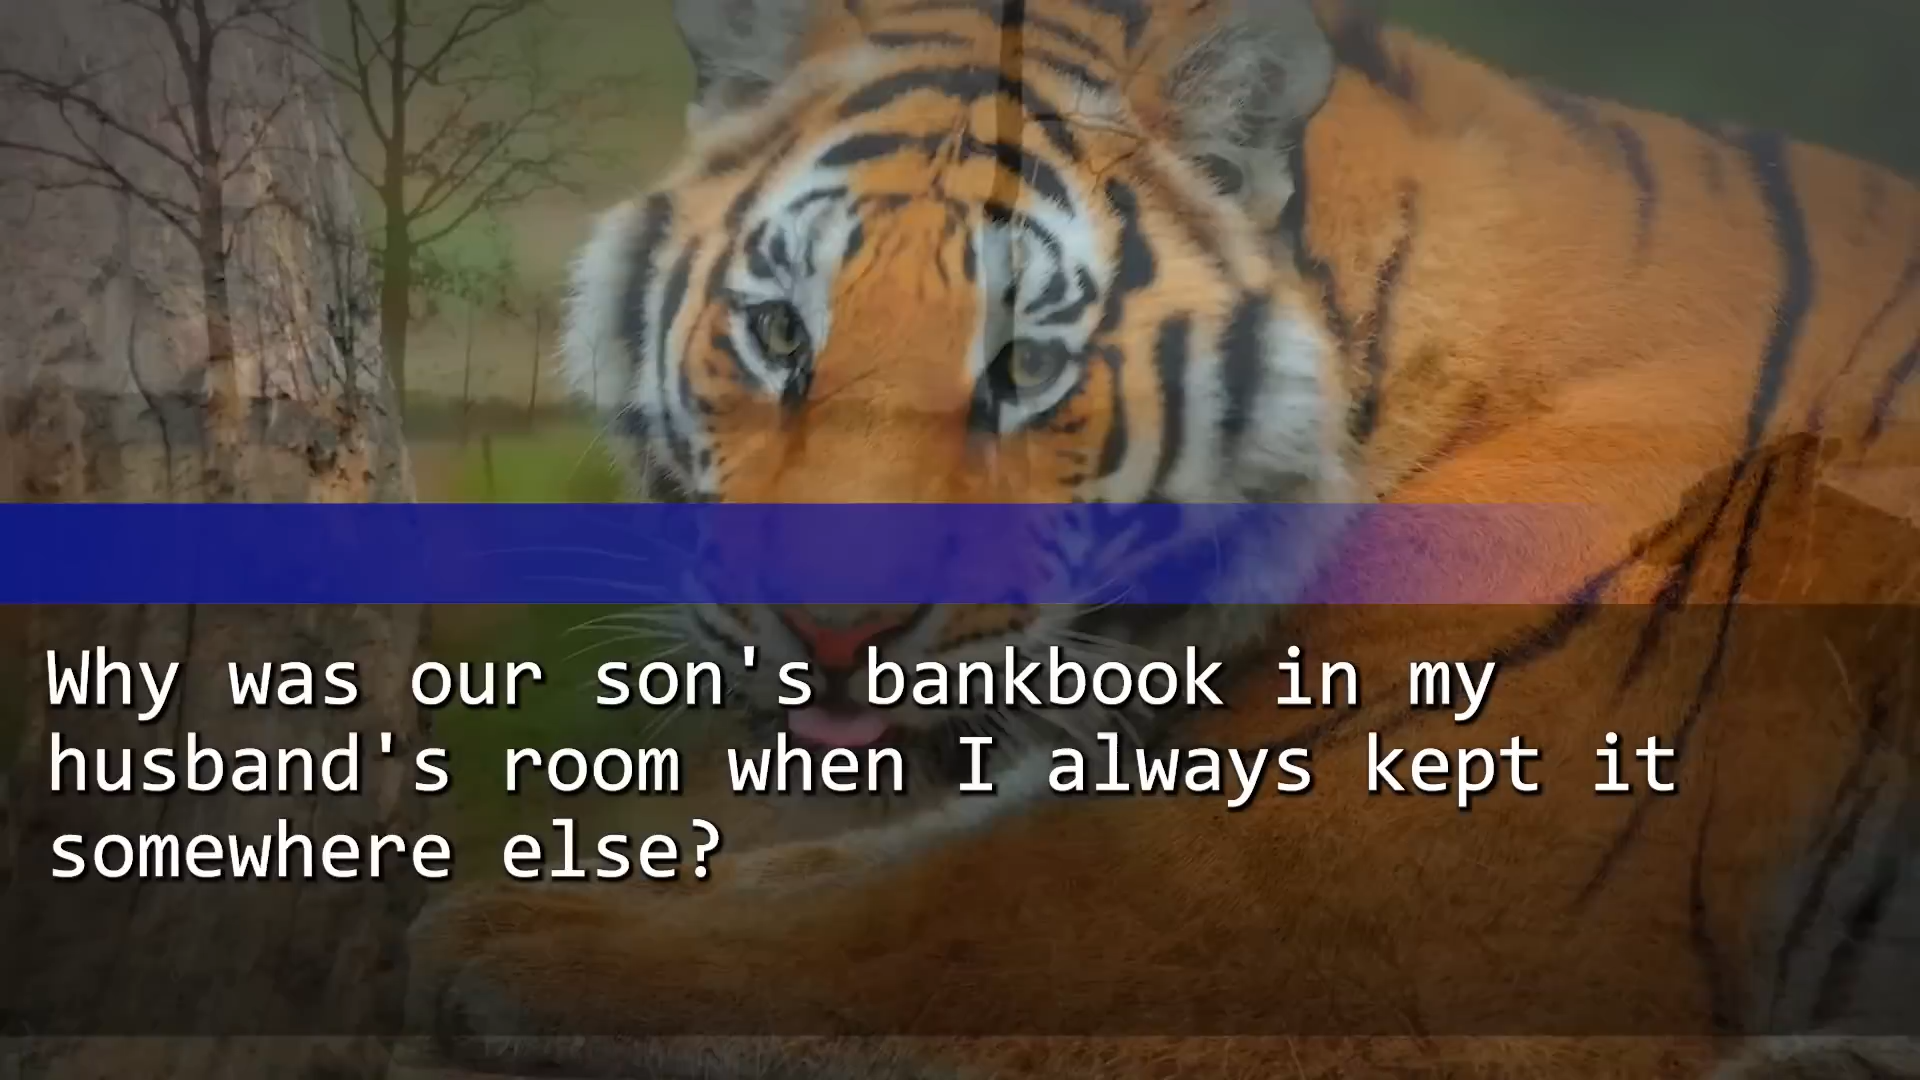 Why was our son's bankbook in my
husband's room when I always kept it
somewhere else?